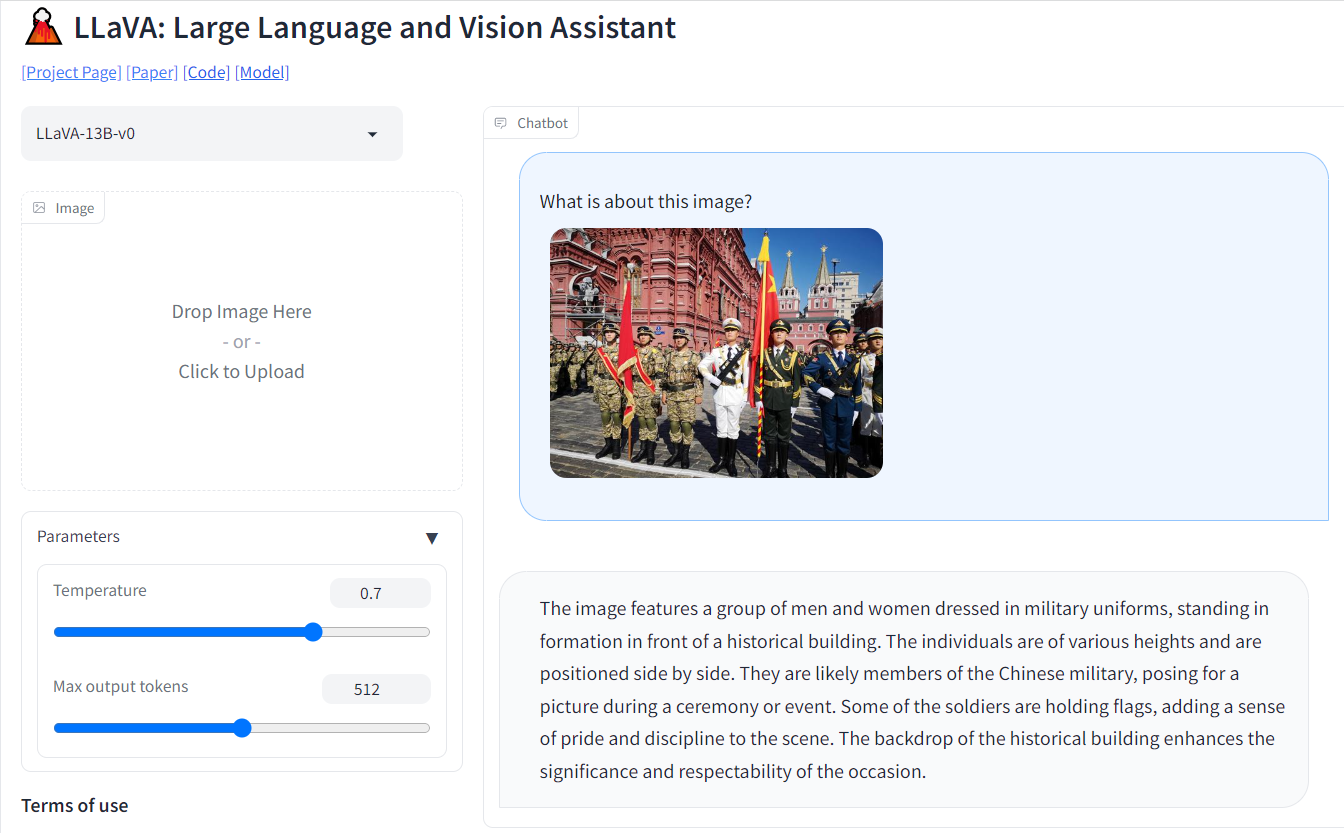 LLaVA: Large Language and Vision Assistant
[Project Page] [Paper] [Code] [Model]
LLaVA-13B-v0
Image
Drop Image Here
- or -
Click to Upload
Parameters
Temperature
0.7
Max output tokens
512
Terms of use
Chatbot
What is about this image?
The image features a group of men and women dressed in military uniforms, standing in
formation in front of a historical building. The individuals are of various heights and are
positioned side by side. They are likely members of the Chinese military, posing for a
picture during a ceremony or event. Some of the soldiers are holding flags, adding a sense
of pride and discipline to the scene. The backdrop of the historical building enhances the
significance and respectability of the occasion.